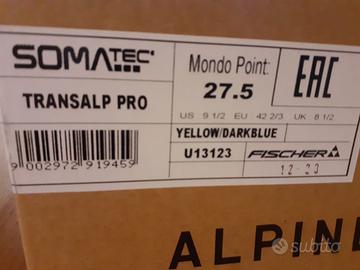 SOMATEC
Mondo Point:
27.5
EAC
TRANSALP PRO
US 9 1/2 EU 42 2/3 UK 8 1/2
YELLOW/DARKBLUE
9 002972 919459
U13123
FISCHER
12-23
ALPINE
subito